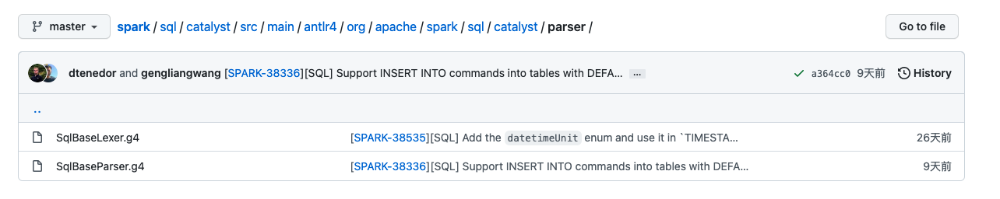 master spark / sql / catalyst / src / main / antlr4 / org / apache / spark / sql / catalyst / parser / Go to file
dtenedor and gengliangwang [SPARK-38336][SQL] Support INSERT INTO commands into tables with DEFA… ... a364cc0 9天前 History
..
SqlBaseLexer.g4 [SPARK-38535][SQL] Add the datetimeUnit enum and use it in `TIMESTA… 26天前
SqlBaseParser.g4 [SPARK-38336][SQL] Support INSERT INTO commands into tables with DEFA… 9天前